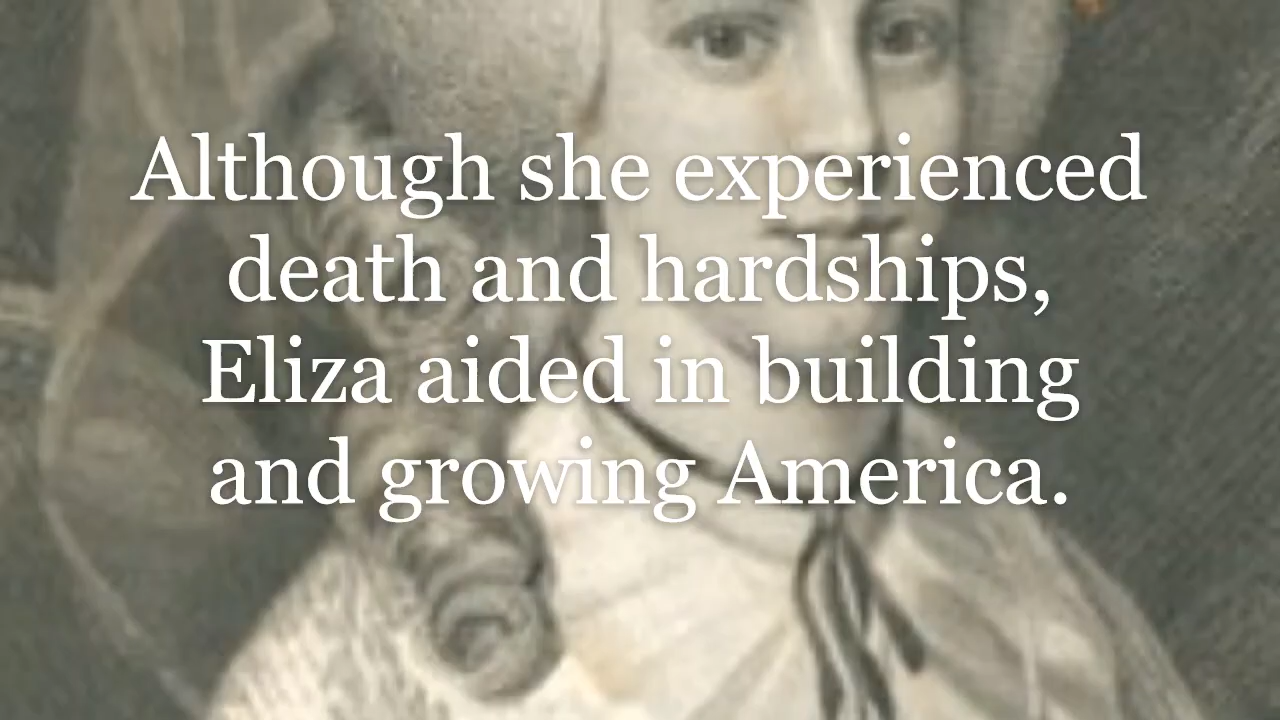 Although she experienced
death and hardships,
Eliza aided in building
and growing America.